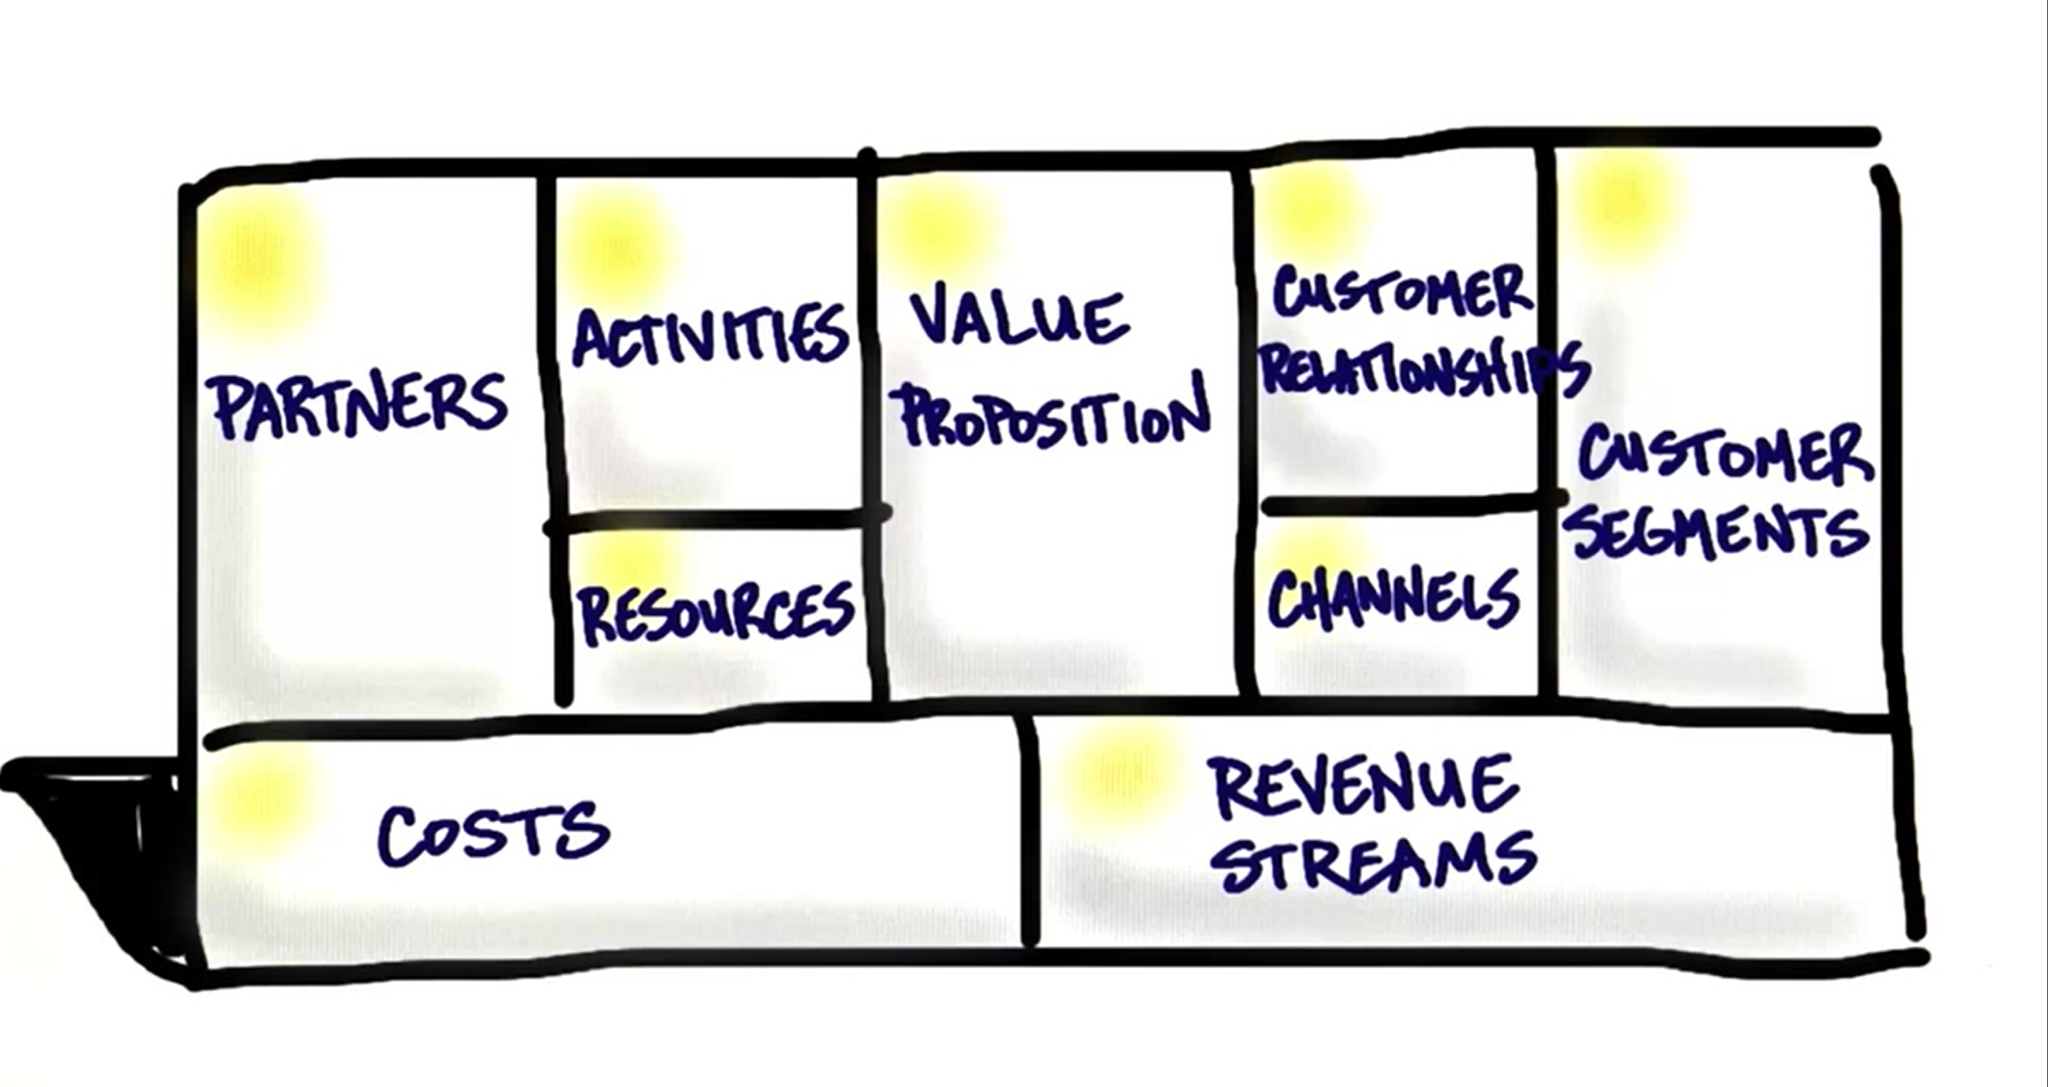 PARTNERS
ACTIVITIES
RESOURCES
VALUE
PROPOSITION
CUSTOMER
RELATIONSHIPS
CHANNELS
CUSTOMER
SEGMENTS
COSTS
REVENUE
STREAMS